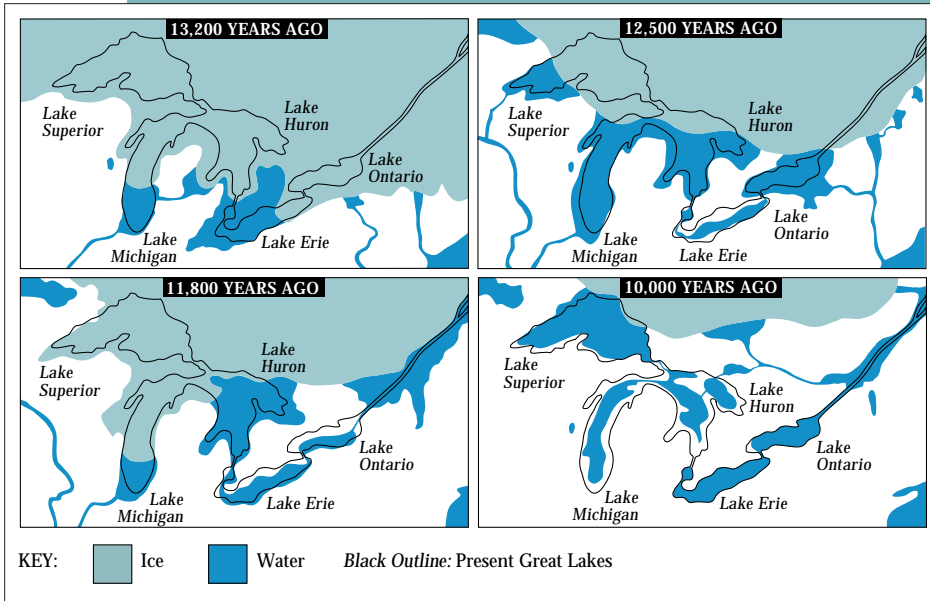 13,200 YEARS AGO
Lake
Superior
Lake
Huron
Lake
Ontario
Lake
Michigan
Lake Erie
12,500 YEARS AGO
Lake
Superior
Lake
Huron
Lake
Ontario
Lake
Michigan
Lake Erie
11,800 YEARS AGO
Lake
Superior
Lake
Huron
Lake
Ontario
Lake
Michigan
Lake Erie
10,000 YEARS AGO
Lake
Superior
Lake
Huron
Lake
Ontario
Lake
Michigan
Lake Erie
KEY: Ice Water Black Outline: Present Great Lakes